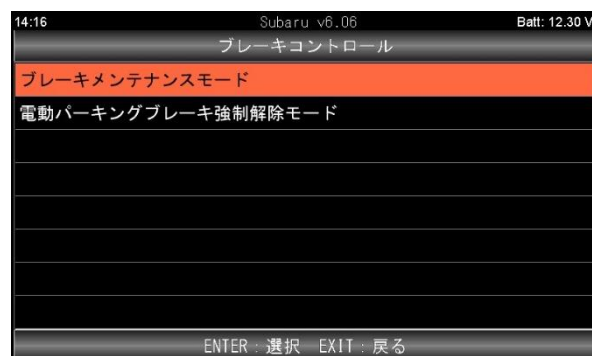 14:16 Subaru v6.06 Batt: 12.30 V
ブレーキコントロール
ブレーキメンテナンスモード
電動パーキングブレーキ強制解除モード
ENTER：選択 EXIT：戻る